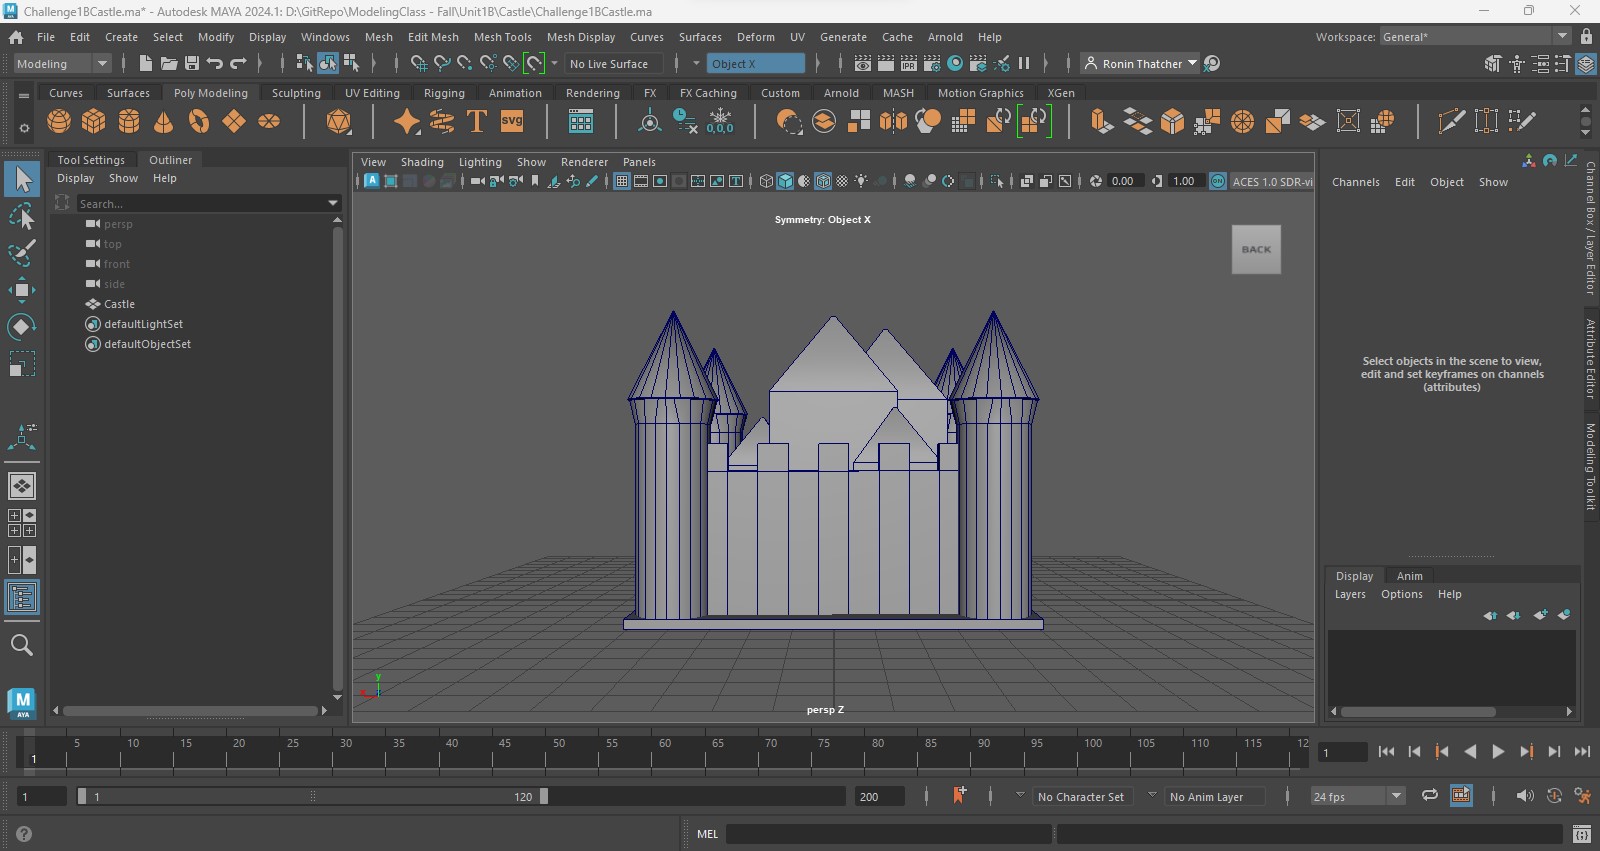 Challenge1BCastle.ma* - Autodesk MAYA 2024.1: D:\GitRepo\ModelingClass - Fall\Unit1B\Castle\Challenge1BCastle.ma
File Edit Create Select Modify Display Windows Mesh Edit Mesh Mesh Tools Mesh Display Curves Surfaces Deform UV Generate Cache Arnold Help Workspace: General*
Modeling No Live Surface Object X Ronin Thatcher
Curves Surfaces Poly Modeling Sculpting UV Editing Rigging Animation Rendering FX FX Caching Custom Arnold MASH Motion Graphics XGen
T SVG 0,0,0
Tool Settings Outliner
Display Show Help
Search...
persp
top
front
side
Castle
defaultLightSet
defaultObjectSet
View Shading Lighting Show Renderer Panels
0.00 1.00 ON ACES 1.0 SDR-vi
Symmetry: Object X
BACK
y
persp Z
Channels Edit Object Show
Select objects in the scene to view,
edit and set keyframes on channels
(attributes)
Channel Box / Layer Editor
Attribute Editor
Modeling Toolkit
Display Anim
Layers Options Help
M
AYA
5 10 15 20 25 30 35 40 45 50 55 60 65 70 75 80 85 90 95 100 105 110 115 12
1 1
1 1 120 200 No Character Set No Anim Layer 24 fps
MEL